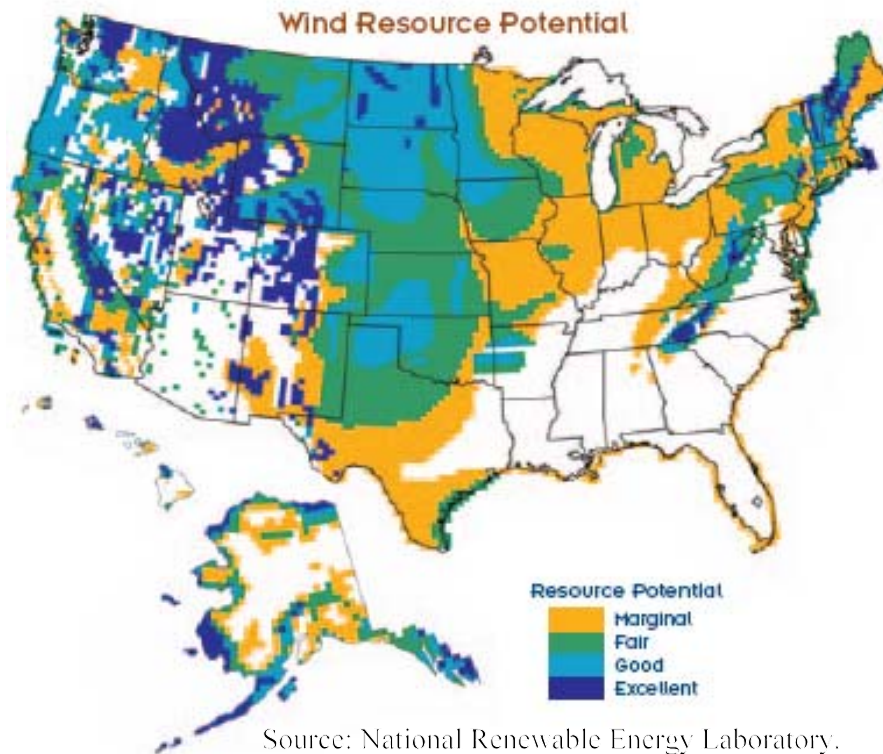 Wind Resource Potential
Resource Potential
Marginal
Fair
Good
Excellent
Source: National Renewable Energy Laboratory.